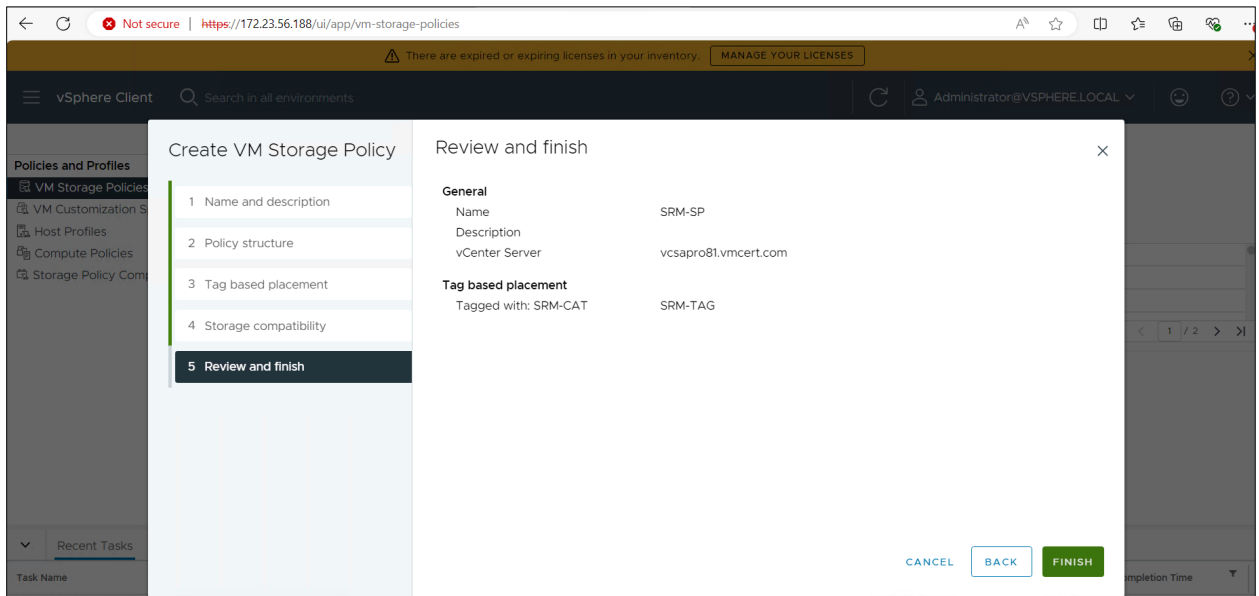 Not secure | https://172.23.56.188/ui/app/vm-storage-policies
There are expired or expiring licenses in your inventory. MANAGE YOUR LICENSES
vSphere Client Search in all environments Administrator@VSPHERE.LOCAL
Policies and Profiles
VM Storage Policies
VM Customization S
Host Profiles
Compute Policies
Storage Policy Comp
Create VM Storage Policy
1 Name and description
2 Policy structure
3 Tag based placement
4 Storage compatibility
5 Review and finish
Review and finish
General
Name SRM-SP
Description
vCenter Server vcsapro81.vmcert.com
Tag based placement
Tagged with: SRM-CAT SRM-TAG
CANCEL BACK FINISH
1 / 2
Recent Tasks
Task Name ompletion Time